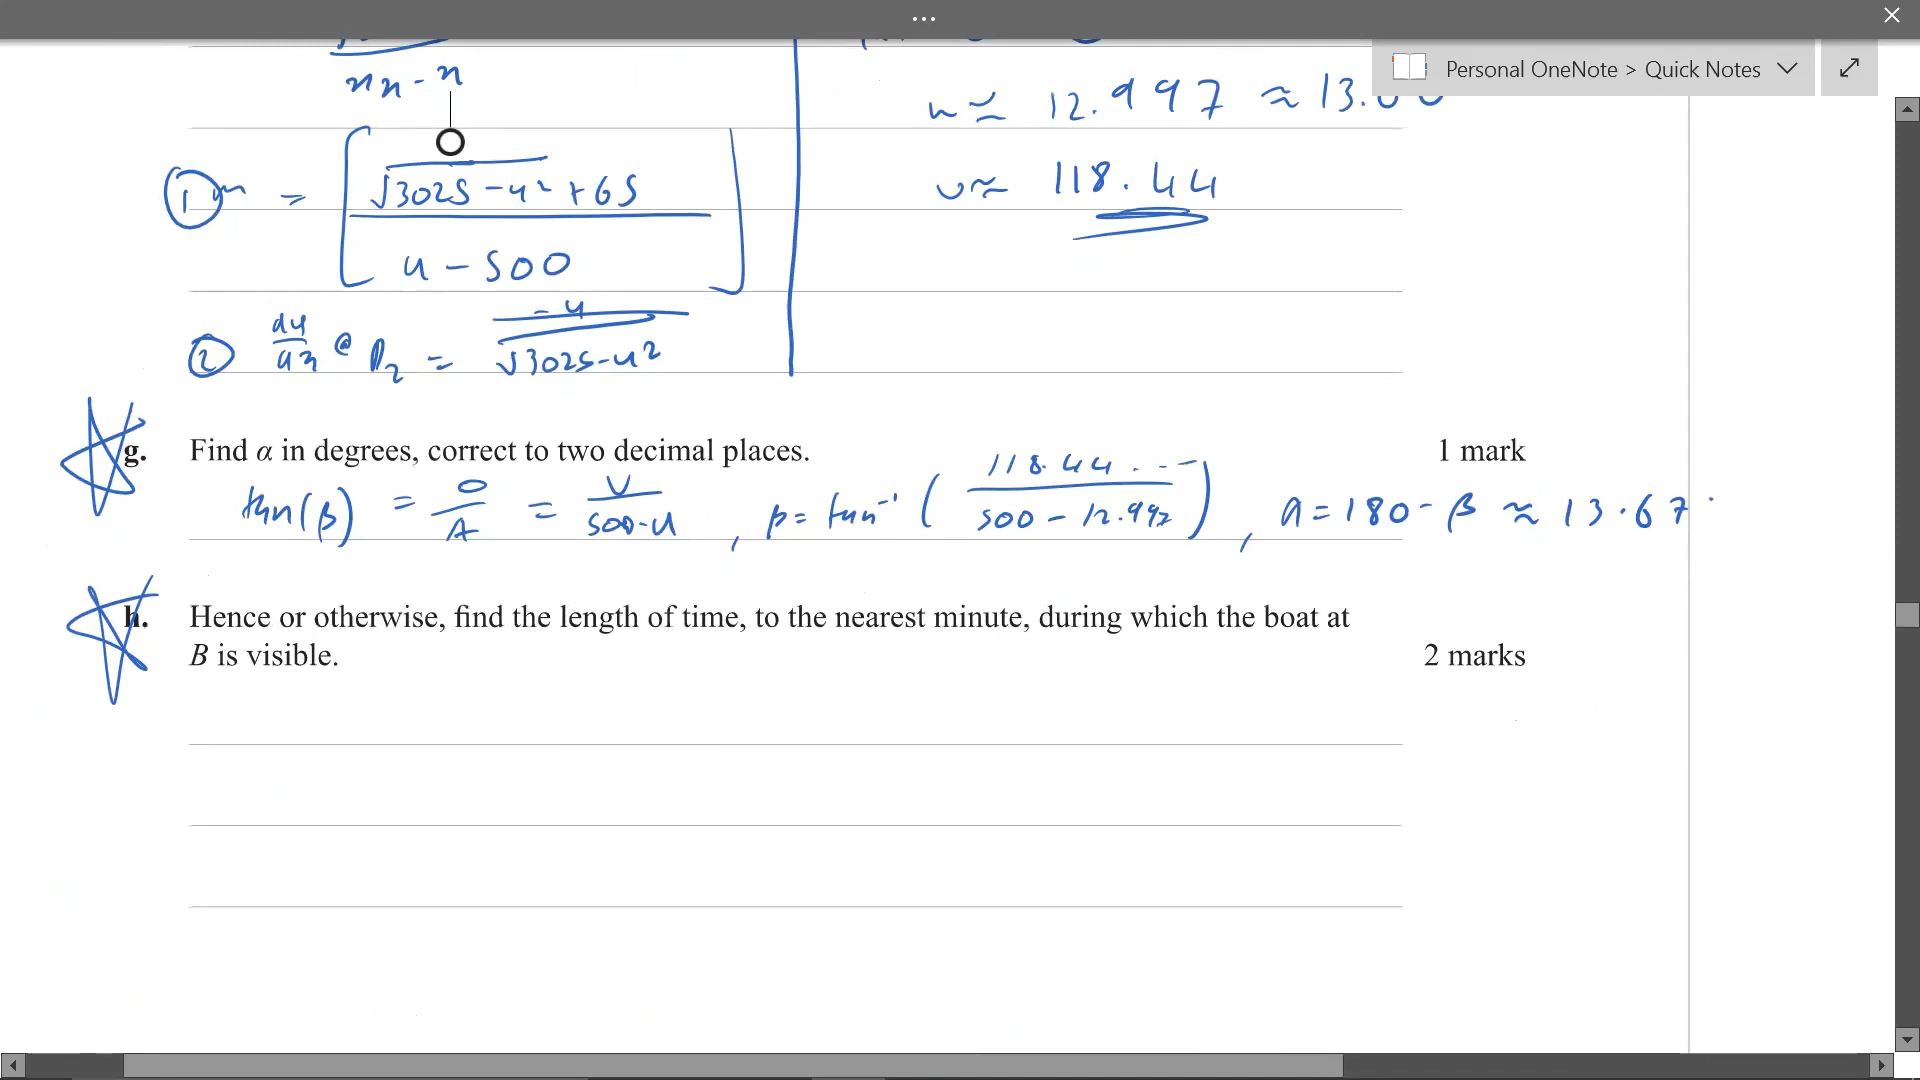 Personal OneNote > Quick Notes
xn - x
u ≈ 12.997 ≈ 13.00
① m = [ √3025-u² + 65 / u - 500 ]
v ≈ 118.44
② dy/dx @ P2 = -u / √3025-u²
g. Find α in degrees, correct to two decimal places. 1 mark
tan(β) = O/A = V/500-u , β = tan⁻¹ ( 118.44... / 500 - 12.992 ) , α = 180 - β ≈ 13.67
h. Hence or otherwise, find the length of time, to the nearest minute, during which the boat at
B is visible. 2 marks